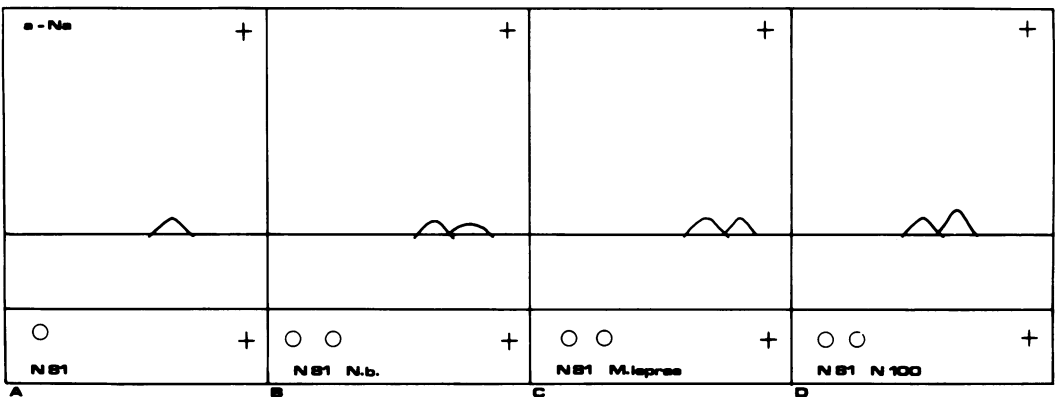 a - Na + + + +
+ + + +
N 81 N 81 N.b. N 81 M.leprae N 81 N 100
A B C D